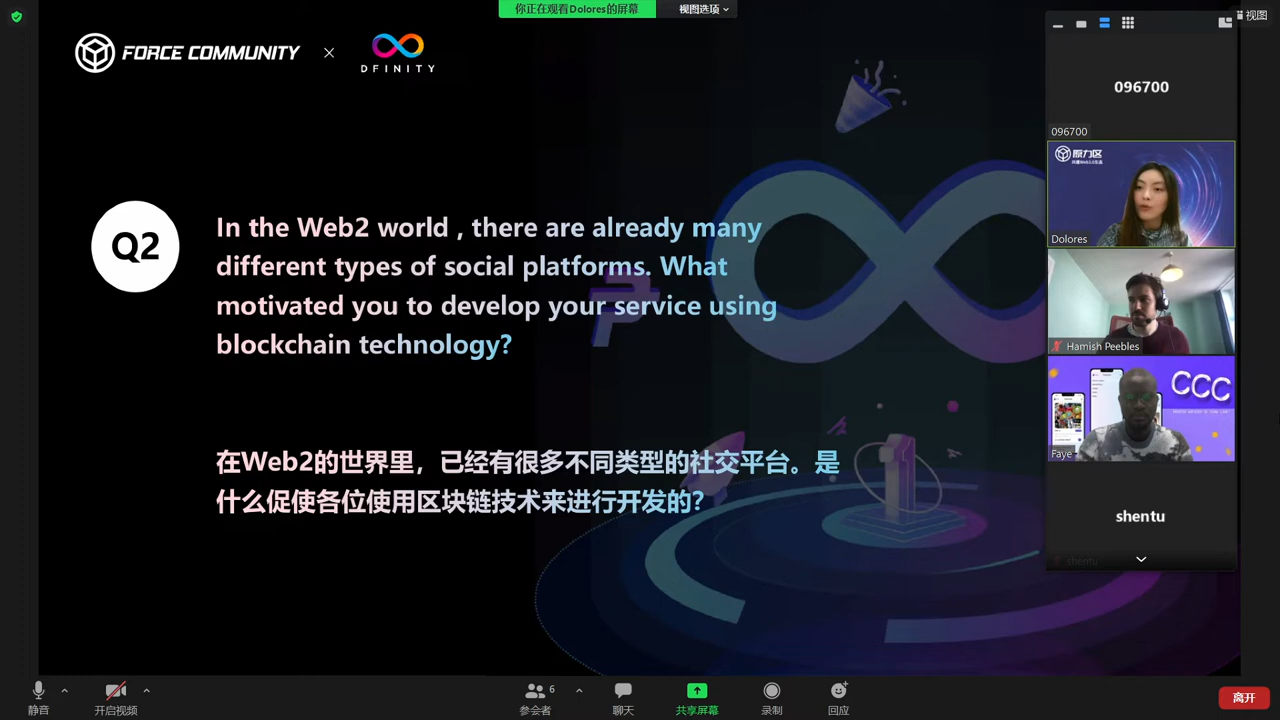 你正在观看Dolores的屏幕
视图选项
视图
FORCE COMMUNITY
×
DFINITY
096700
096700
原力区
Dolores
Q2
In the Web2 world , there are already many
different types of social platforms. What
motivated you to develop your service using
blockchain technology?
Hamish Peebles
CCC
Faye
在Web2的世界里，已经有很多不同类型的社交平台。是
什么促使各位使用区块链技术来进行开发的？
shentu
shentu
静音
开启视频
参会者
6
聊天
共享屏幕
录制
回应
离开